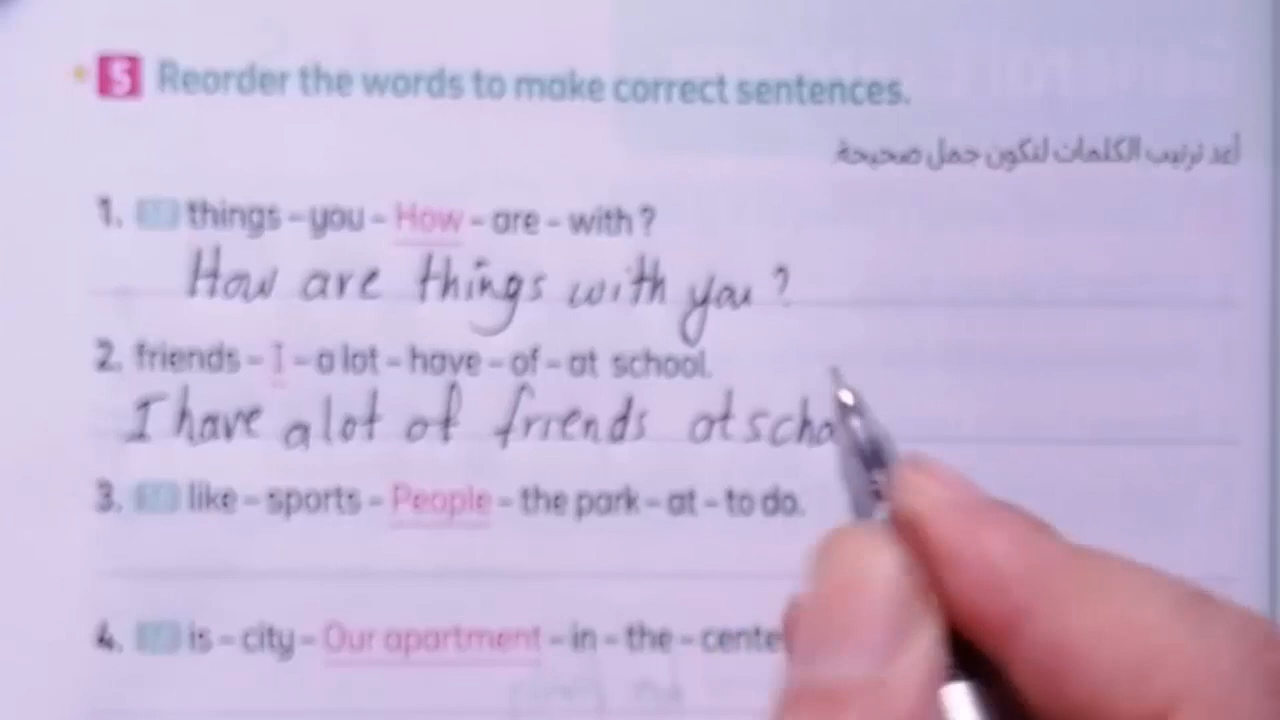 5 Reorder the words to make correct sentences.
أعد ترتيب الكلمات لتكون جمل صحيحة
1. things – you – How – are – with ?
How are things with you ?
2. friends – I – a lot – have – of – at school.
I have a lot of friends at scho
3. like – sports – People – the park – at – to do.
4. is – city – Our apartment – in – the – cente